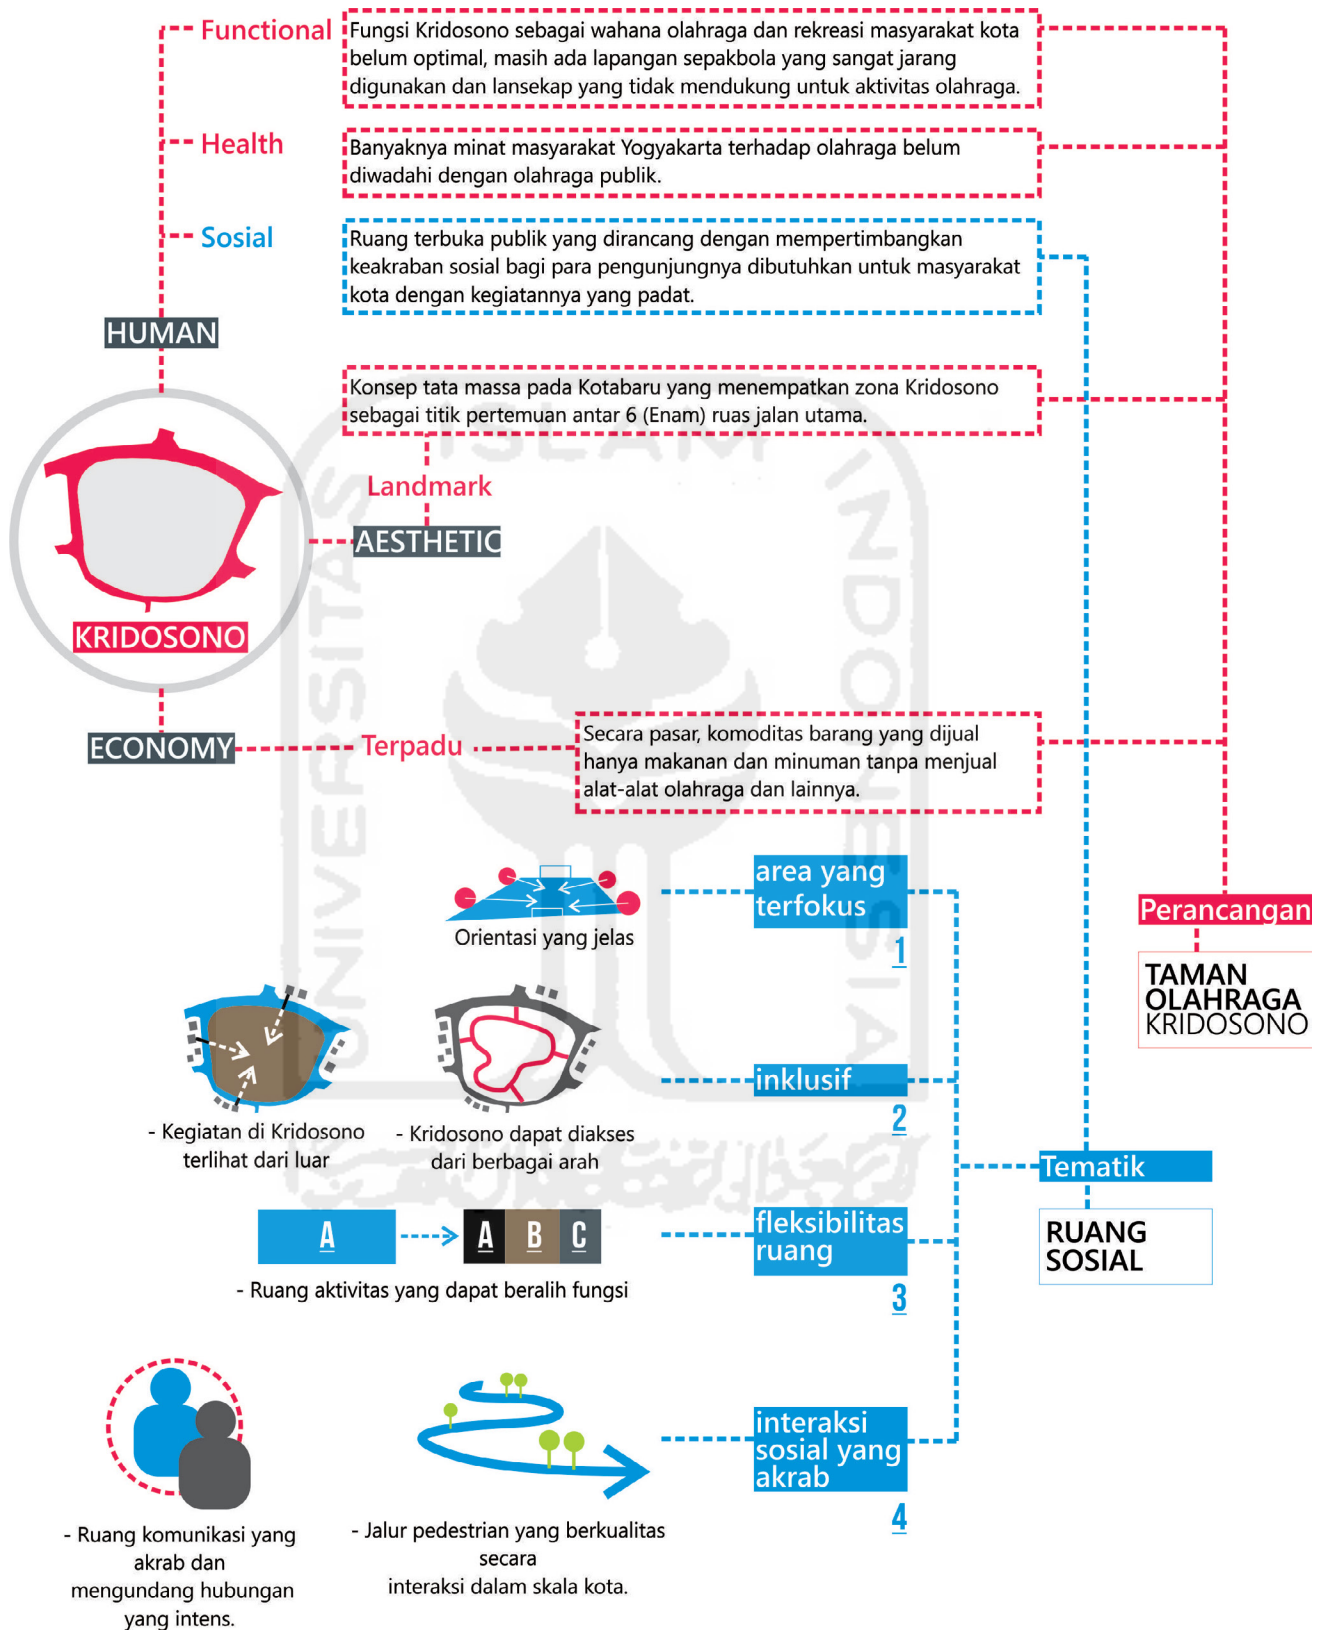 Functional
Fungsi Kridosono sebagai wahana olahraga dan rekreasi masyarakat kota
belum optimal, masih ada lapangan sepakbola yang sangat jarang
digunakan dan lansekap yang tidak mendukung untuk aktivitas olahraga.
Health
Banyaknya minat masyarakat Yogyakarta terhadap olahraga belum
diwadahi dengan olahraga publik.
Sosial
Ruang terbuka publik yang dirancang dengan mempertimbangkan
keakraban sosial bagi para pengunjungnya dibutuhkan untuk masyarakat
kota dengan kegiatannya yang padat.
HUMAN
Konsep tata massa pada Kotabaru yang menempatkan zona Kridosono
sebagai titik pertemuan antar 6 (Enam) ruas jalan utama.
Landmark
AESTHETIC
KRIDOSONO
ECONOMY
Terpadu
Secara pasar, komoditas barang yang dijual
hanya makanan dan minuman tanpa menjual
alat-alat olahraga dan lainnya.
UNIVERSITAS
ISLAM
INDONESIA
Orientasi yang jelas
area yang
terfokus
1
Perancangan
TAMAN
OLAHRAGA
KRIDOSONO
- Kegiatan di Kridosono
terlihat dari luar
- Kridosono dapat diakses
dari berbagai arah
inklusif
2
Tematik
RUANG
SOSIAL
A
A B C
- Ruang aktivitas yang dapat beralih fungsi
fleksibilitas
ruang
3
- Ruang komunikasi yang
akrab dan
mengundang hubungan
yang intens.
- Jalur pedestrian yang berkualitas
secara
interaksi dalam skala kota.
interaksi
sosial yang
akrab
4